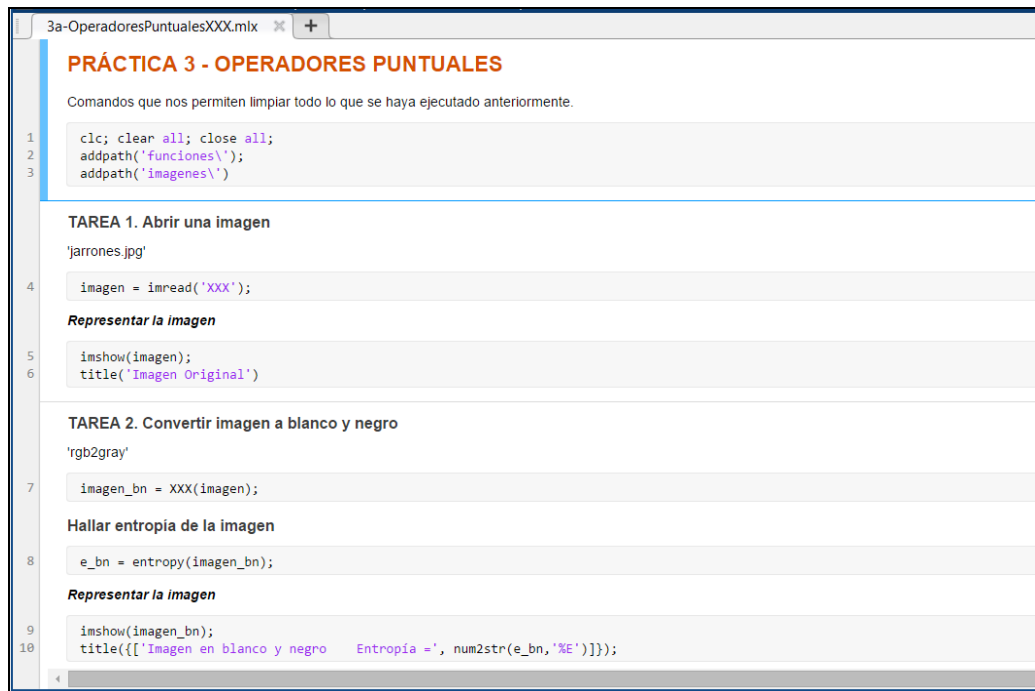 3a-OperadoresPuntualesXXX.mlx
PRÁCTICA 3 - OPERADORES PUNTUALES
Comandos que nos permiten limpiar todo lo que se haya ejecutado anteriormente.
1 clc; clear all; close all;
2 addpath('funciones\');
3 addpath('imagenes\')
TAREA 1. Abrir una imagen
'jarrones.jpg'
4 imagen = imread('XXX');
Representar la imagen
5 imshow(imagen);
6 title('Imagen Original')
TAREA 2. Convertir imagen a blanco y negro
'rgb2gray'
7 imagen_bn = XXX(imagen);
Hallar entropía de la imagen
8 e_bn = entropy(imagen_bn);
Representar la imagen
9 imshow(imagen_bn);
10 title({['Imagen en blanco y negro    Entropía =', num2str(e_bn,'%E')]});